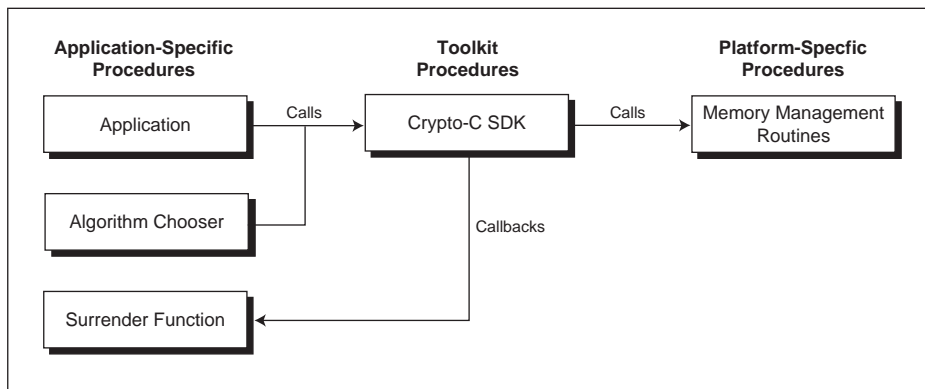 Application-Specific
Procedures
Toolkit
Procedures
Platform-Specfic
Procedures
Application
Calls
Crypto-C SDK
Calls
Memory Management
Routines
Algorithm Chooser
Callbacks
Surrender Function